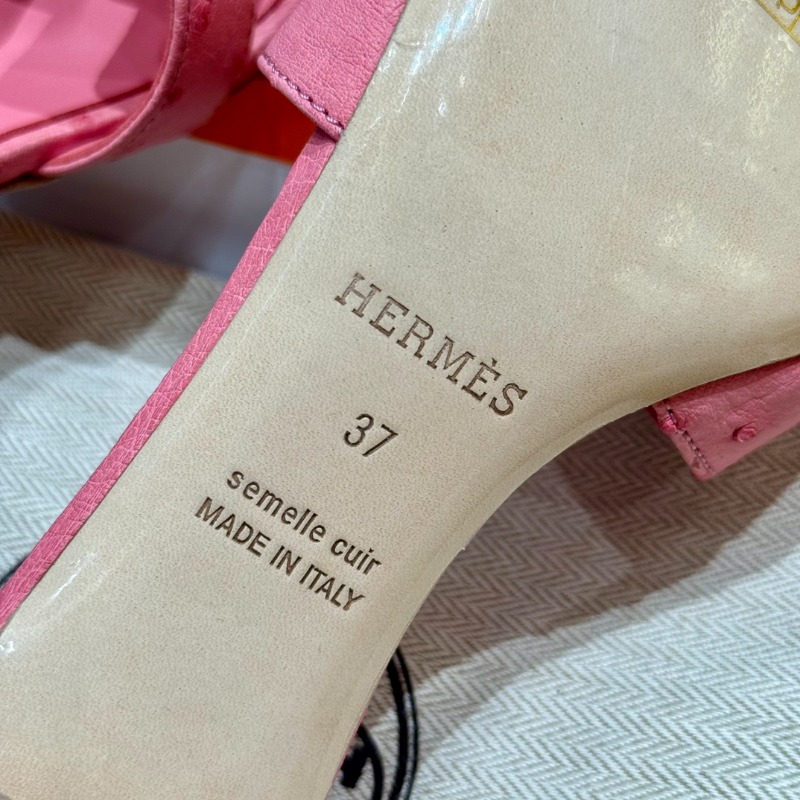 HERMÈS
37
semelle cuir
MADE IN ITALY